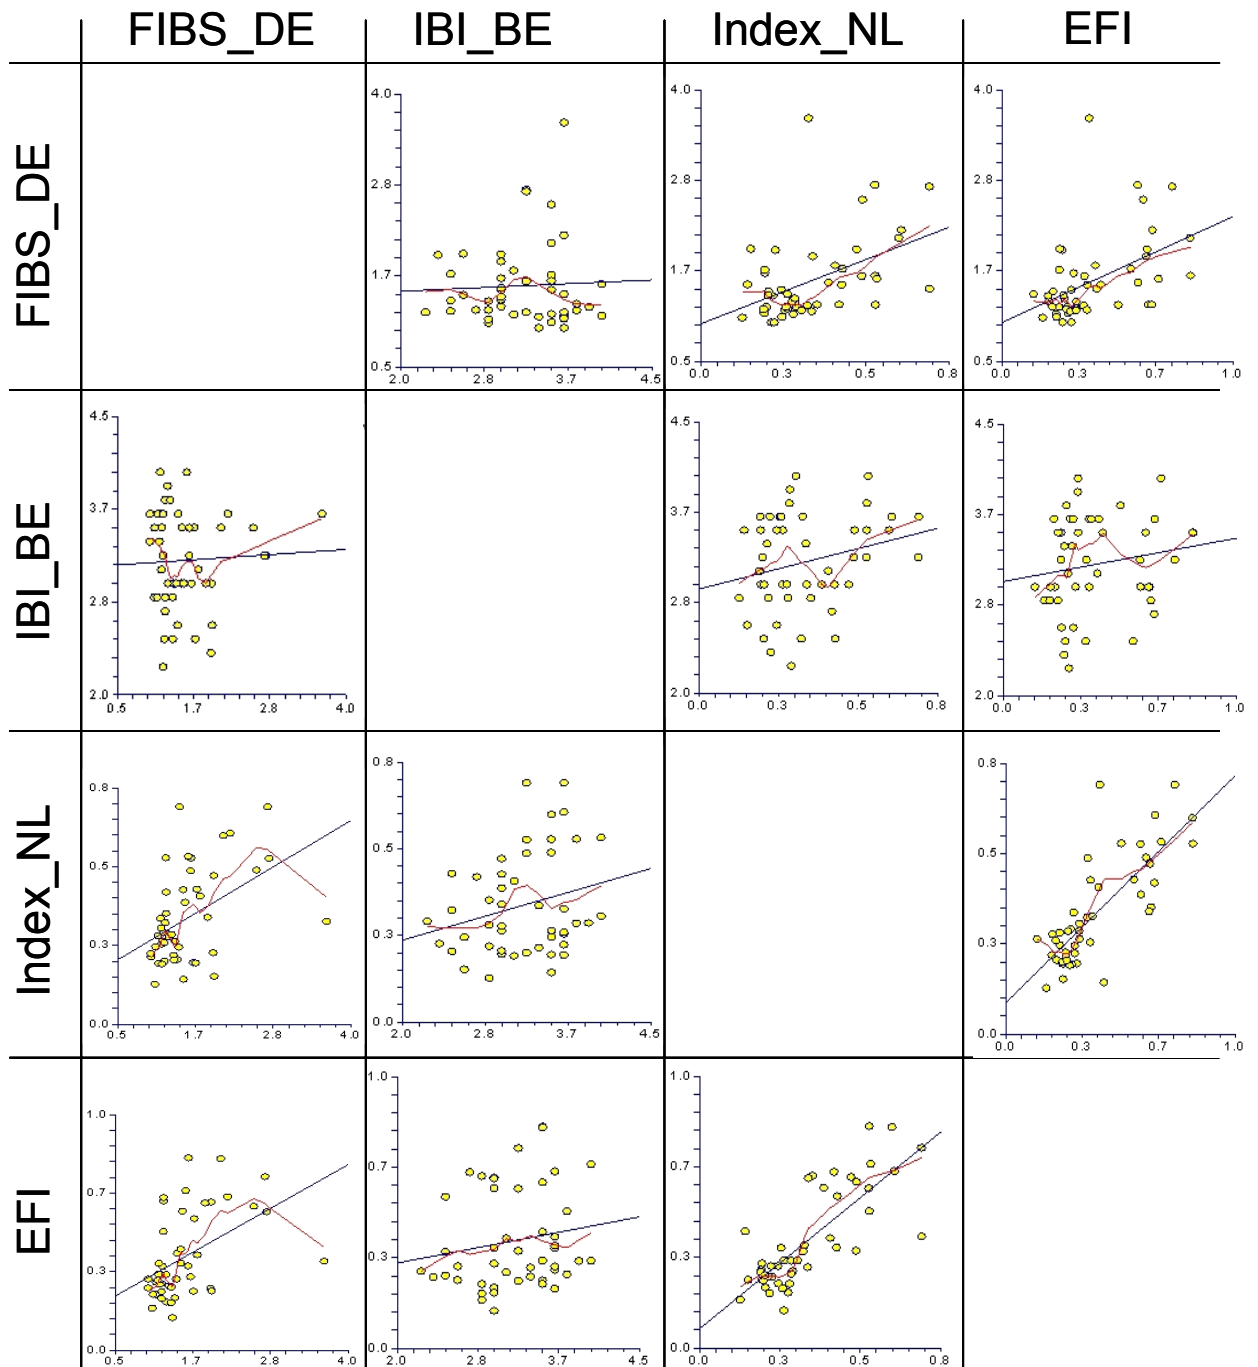 FIBS_DE IBI_BE Index_NL EFI
FIBS_DE
4.0 2.8 1.7 0.5
2.0 2.8 3.7 4.5
4.0 2.8 1.7 0.5
0.0 0.3 0.5 0.8
4.0 2.8 1.7 0.5
0.0 0.3 0.7 1.0
IBI_BE
4.5 3.7 2.8 2.0
0.5 1.7 2.8 4.0
4.5 3.7 2.8 2.0
0.0 0.3 0.5 0.8
4.5 3.7 2.8 2.0
0.0 0.3 0.7 1.0
Index_NL
0.8 0.5 0.3 0.0
0.5 1.7 2.8 4.0
0.8 0.5 0.3 0.0
2.0 2.8 3.7 4.5
0.8 0.5 0.3 0.0
0.0 0.3 0.7 1.0
EFI
1.0 0.7 0.3 0.0
0.5 1.7 2.8 4.0
1.0 0.7 0.3 0.0
2.0 2.8 3.7 4.5
1.0 0.7 0.3 0.0
0.0 0.3 0.5 0.8